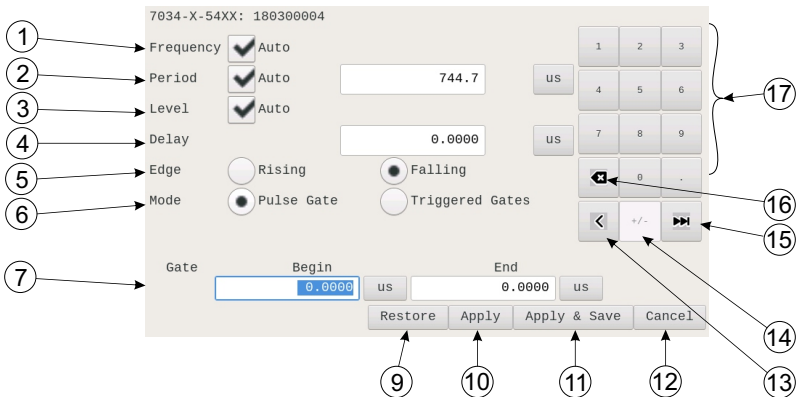 7034-X-54XX: 180300004
1 Frequency Auto 1 2 3
2 Period Auto 744.7 us 4 5 6 17
3 Level Auto
4 Delay 0.0000 us 7 8 9
5 Edge Rising Falling 0 .
6 Mode Pulse Gate Triggered Gates 16
+/- 15
Gate Begin End
7 0.0000 us 0.0000 us
Restore Apply Apply & Save Cancel 14
9 10 11 12 13